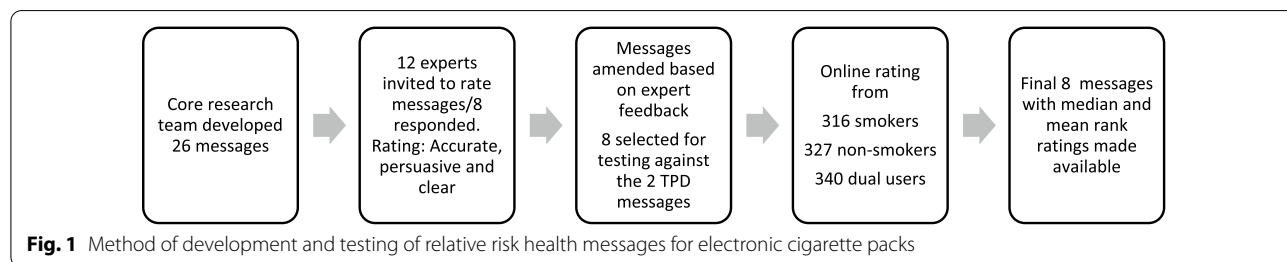 Core research
team developed
26 messages
12 experts
invited to rate
messages/8
responded.
Rating: Accurate,
persuasive and
clear
Messages
amended based
on expert
feedback
8 selected for
testing against
the 2 TPD
messages
Online rating
from
316 smokers
327 non-smokers
340 dual users
Final 8 messages
with median and
mean rank
ratings made
available
Fig. 1 Method of development and testing of relative risk health messages for electronic cigarette packs